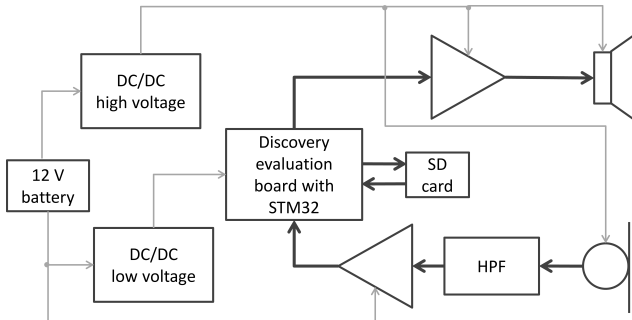 DC/DC
high voltage
Discovery
evaluation
board with
STM32
SD
card
12 V
battery
DC/DC
low voltage
HPF